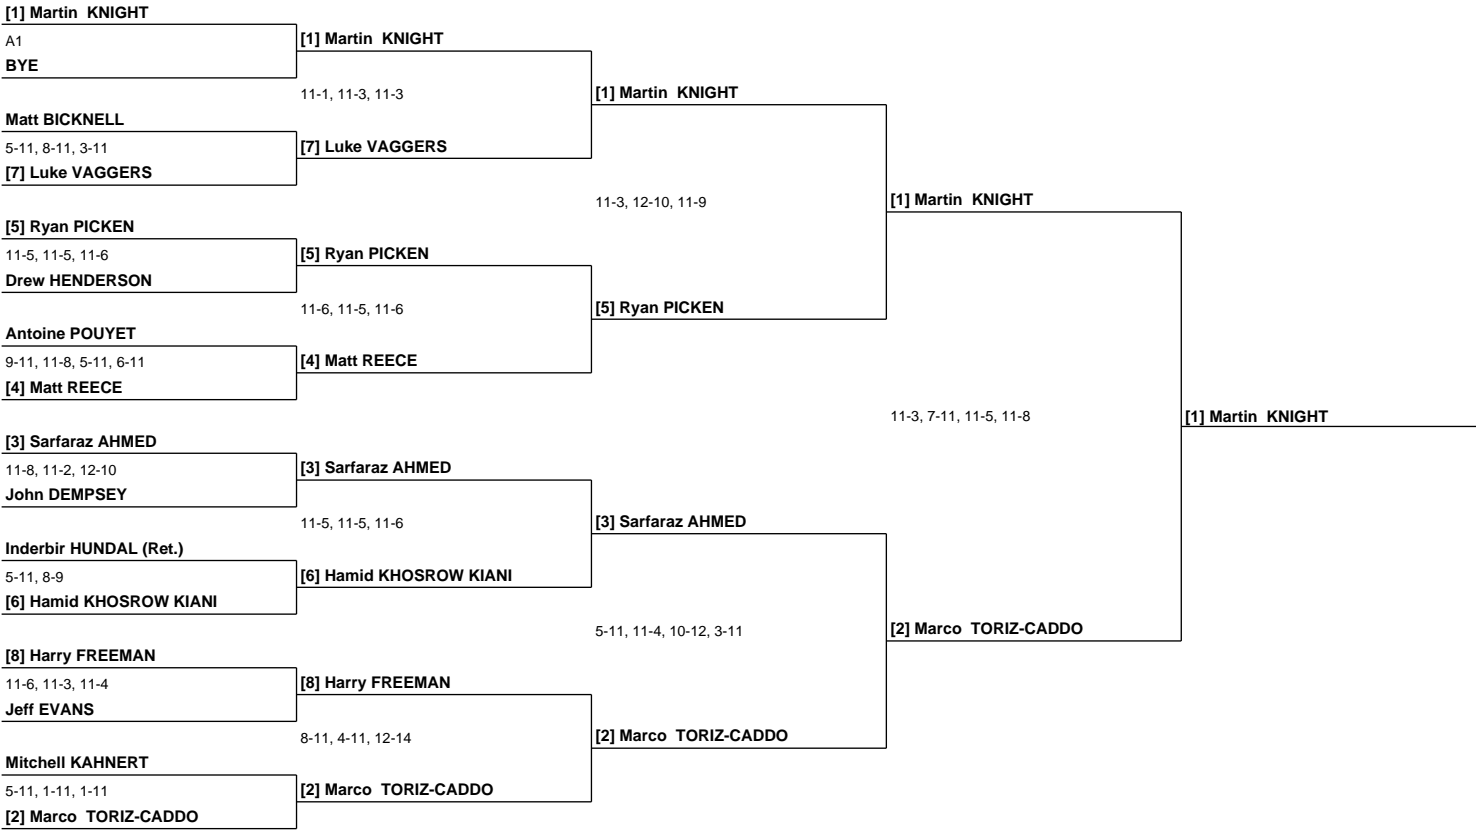 [1] Martin  KNIGHT
A1
BYE
Matt BICKNELL
5-11, 8-11, 3-11
[7] Luke VAGGERS
[5] Ryan PICKEN
11-5, 11-5, 11-6
Drew HENDERSON
Antoine POUYET
9-11, 11-8, 5-11, 6-11
[4] Matt REECE
[3] Sarfaraz AHMED
11-8, 11-2, 12-10
John DEMPSEY
Inderbir HUNDAL (Ret.)
5-11, 8-9
[6] Hamid KHOSROW KIANI
[8] Harry FREEMAN
11-6, 11-3, 11-4
Jeff EVANS
Mitchell KAHNERT
5-11, 1-11, 1-11
[2] Marco  TORIZ-CADDO
[1] Martin  KNIGHT
11-1, 11-3, 11-3
[7] Luke VAGGERS
[5] Ryan PICKEN
11-6, 11-5, 11-6
[4] Matt REECE
[3] Sarfaraz AHMED
11-5, 11-5, 11-6
[6] Hamid KHOSROW KIANI
[8] Harry FREEMAN
8-11, 4-11, 12-14
[2] Marco  TORIZ-CADDO
[1] Martin  KNIGHT
11-3, 12-10, 11-9
[5] Ryan PICKEN
[3] Sarfaraz AHMED
5-11, 11-4, 10-12, 3-11
[2] Marco  TORIZ-CADDO
[1] Martin  KNIGHT
11-3, 7-11, 11-5, 11-8
[2] Marco  TORIZ-CADDO
[1] Martin  KNIGHT